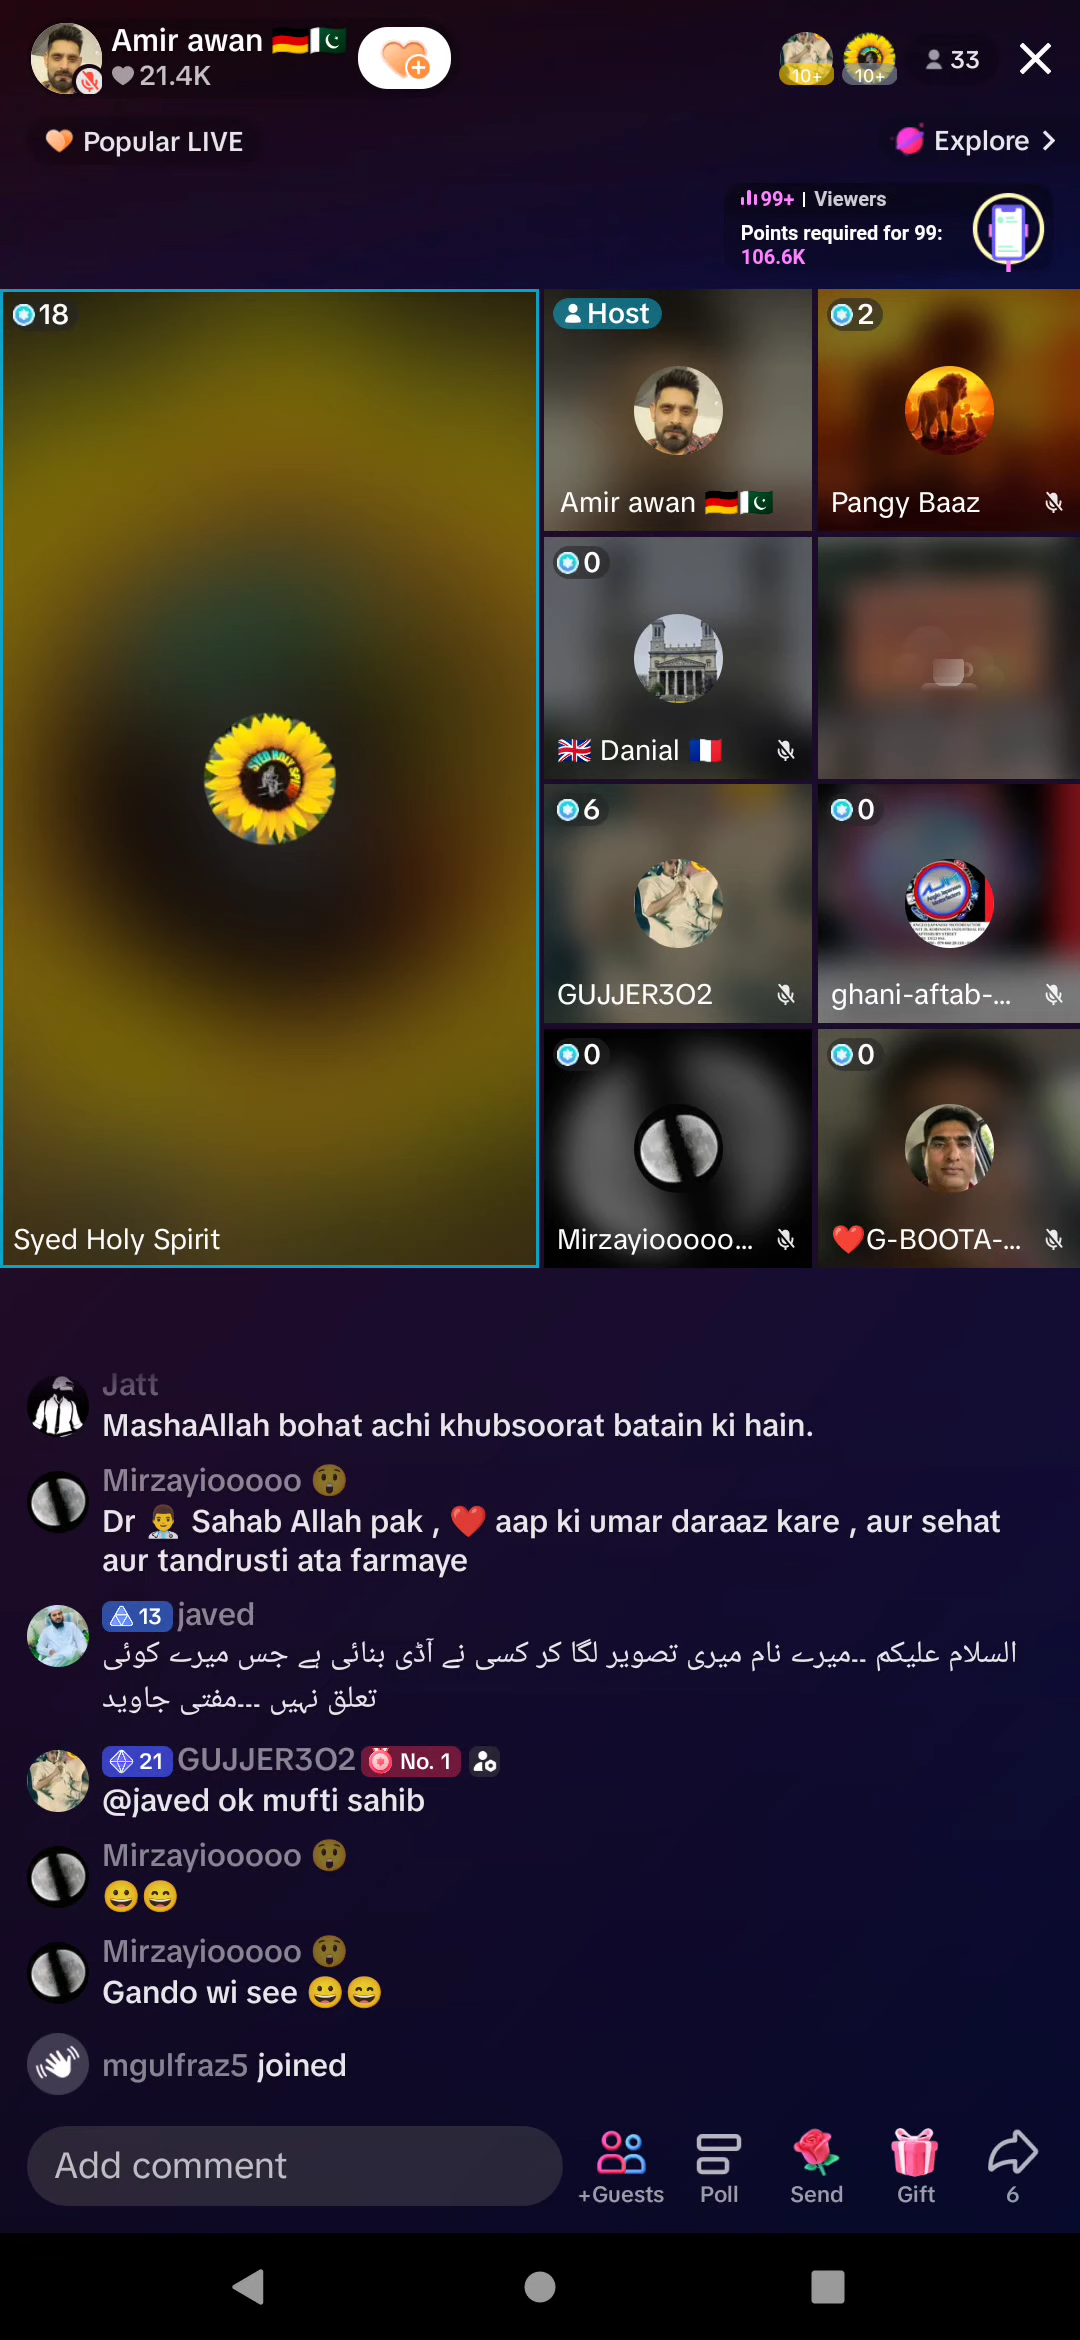 Amir awan 🇩🇪🇵🇰
21.4K
10+
10+
33
Popular LIVE
Explore
99+ | Viewers
Points required for 99:
106.6K
18
Syed Holy Spirit
Host
Amir awan 🇩🇪🇵🇰
2
Pangy Baaz
0
🇬🇧 Danial 🇫🇷
6
GUJJER3O2
0
ghani-aftab-...
0
Mirzayiooooo...
0
❤️G-BOOTA-...
Jatt
MashaAllah bohat achi khubsoorat batain ki hain.
Mirzayiooooo 😲
Dr 👨‍⚕️ Sahab Allah pak , ❤️ aap ki umar daraaz kare , aur sehat
aur tandrusti ata farmaye
13 javed
السلام علیکم ۔۔میرے نام میری تصویر لگا کر کسی نے آڈی بنائی ہے جس میرے کوئی
تعلق نہیں ۔۔۔مفتی جاوید
21 GUJJER3O2 No. 1
@javed ok mufti sahib
Mirzayiooooo 😲
😀😄
Mirzayiooooo 😲
Gando wi see 😀😄
mgulfraz5 joined
Add comment
+Guests
Poll
Send
Gift
6